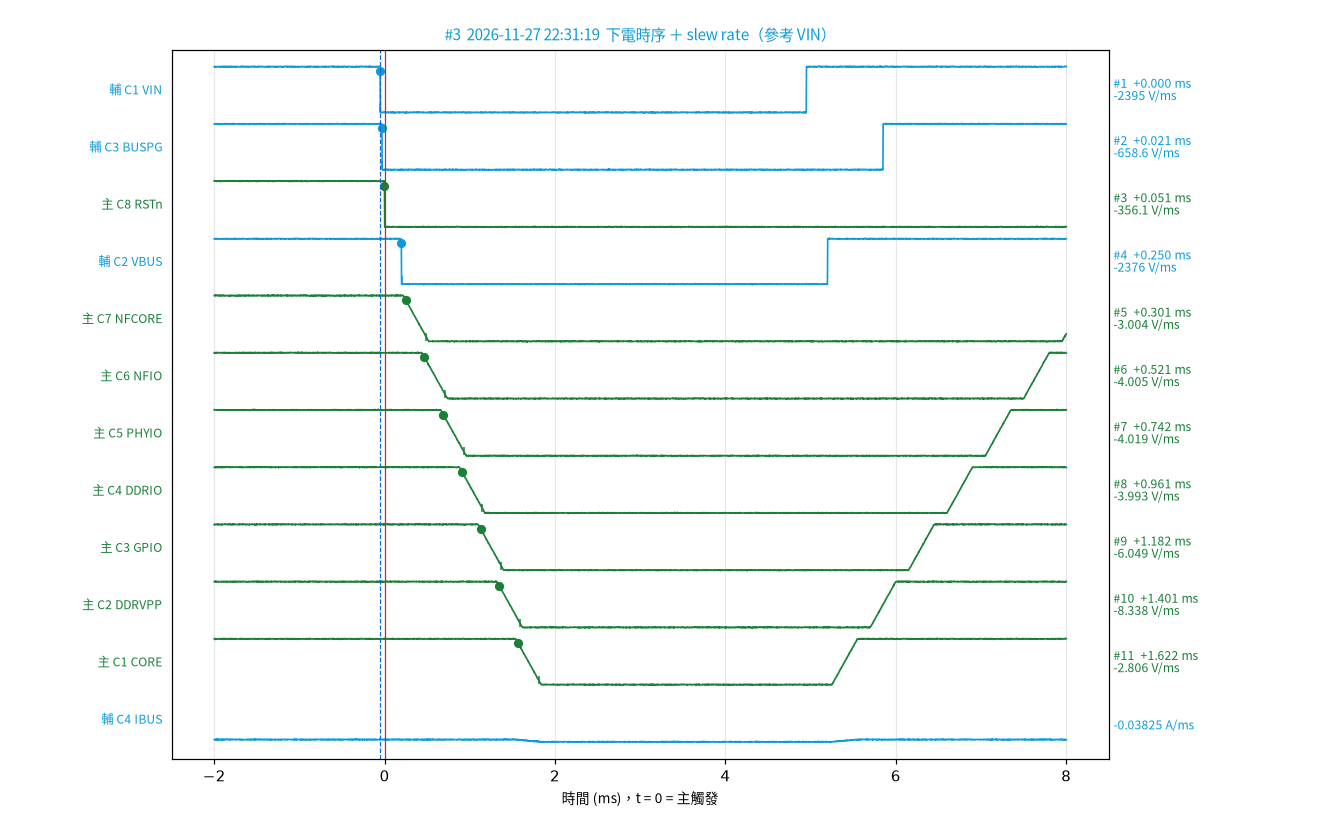 #3 2026-11-27 22:31:19 下電時序 ＋ slew rate（參考 VIN）
輔 C1 VIN
#1 +0.000 ms
-2395 V/ms
輔 C3 BUSPG
#2 +0.021 ms
-658.6 V/ms
主 C8 RSTn
#3 +0.051 ms
-356.1 V/ms
輔 C2 VBUS
#4 +0.250 ms
-2376 V/ms
主 C7 NFCORE
#5 +0.301 ms
-3.004 V/ms
主 C6 NFIO
#6 +0.521 ms
-4.005 V/ms
主 C5 PHYIO
#7 +0.742 ms
-4.019 V/ms
主 C4 DDRIO
#8 +0.961 ms
-3.993 V/ms
主 C3 GPIO
#9 +1.182 ms
-6.049 V/ms
主 C2 DDRVPP
#10 +1.401 ms
-8.338 V/ms
主 C1 CORE
#11 +1.622 ms
-2.806 V/ms
輔 C4 IBUS
-0.03825 A/ms
−2 0 2 4 6 8
時間 (ms)，t = 0 = 主觸發